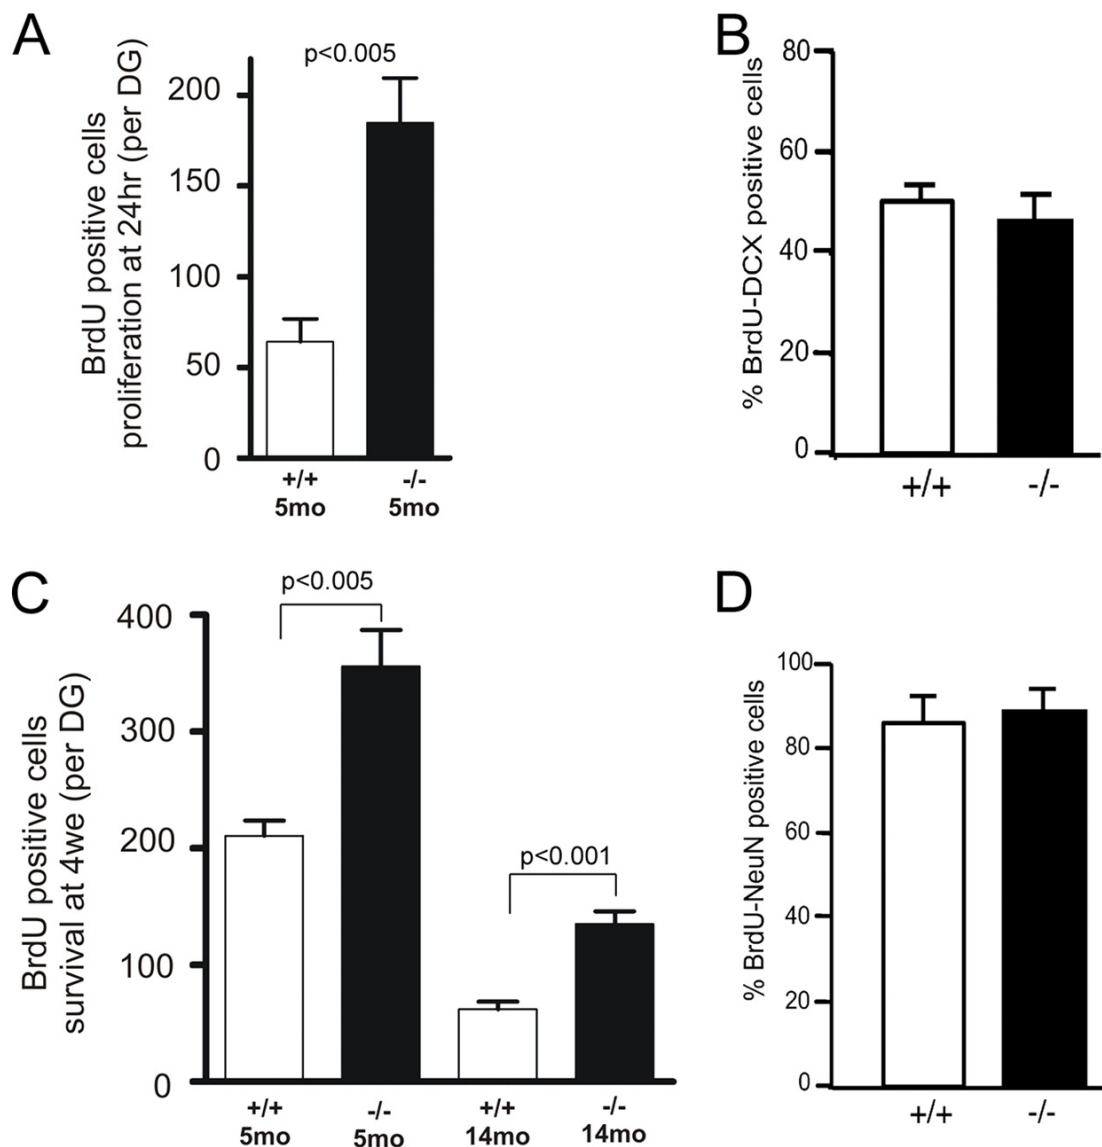 A
BrdU positive cells
proliferation at 24hr (per DG)
p<0.005
200
150
100
50
0
+/+
5mo
-/-
5mo
B
% BrdU-DCX positive cells
80
60
40
20
0
+/+
-/-
C
BrdU positive cells
survival at 4we (per DG)
p<0.005
p<0.001
400
300
200
100
0
+/+
5mo
-/-
5mo
+/+
14mo
-/-
14mo
D
% BrdU-NeuN positive cells
100
80
60
40
20
0
+/+
-/-